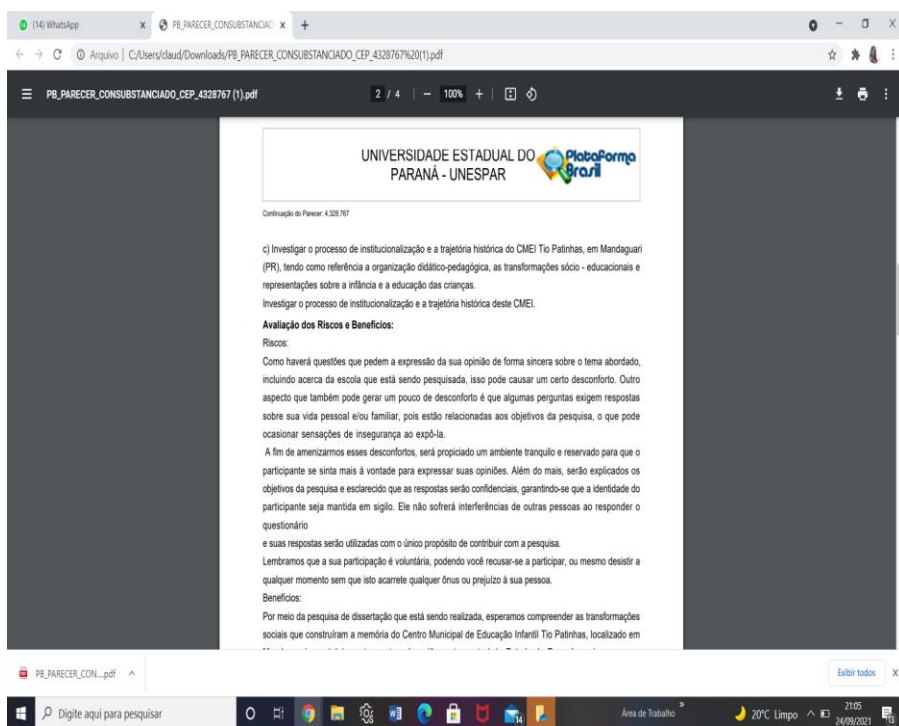 (14) WhatsApp
PB_PARECER_CONSUBSTANCIAD
Arquivo | C:/Users/claud/Downloads/PB_PARECER_CONSUBSTANCIADO_CEP_4328767%20(1).pdf
PB_PARECER_CONSUBSTANCIADO_CEP_4328767 (1).pdf
2 / 4
100%
UNIVERSIDADE ESTADUAL DO
PARANÁ - UNESPAR
Plataforma
Brasil
Continuação do Parecer: 4.328.767
c) Investigar o processo de institucionalização e a trajetória histórica do CMEI Tio Patinhas, em Mandaguari
(PR), tendo como referência a organização didático-pedagógica, as transformações sócio - educacionais e
representações sobre a infância e a educação das crianças.
Investigar o processo de institucionalização e a trajetória histórica deste CMEI.
Avaliação dos Riscos e Benefícios:
Riscos:
Como haverá questões que pedem a expressão da sua opinião de forma sincera sobre o tema abordado,
incluindo acerca da escola que está sendo pesquisada, isso pode causar um certo desconforto. Outro
aspecto que também pode gerar um pouco de desconforto é que algumas perguntas exigem respostas
sobre sua vida pessoal e/ou familiar, pois estão relacionadas aos objetivos da pesquisa, o que pode
ocasionar sensações de insegurança ao expô-la.
A fim de amenizarmos esses desconfortos, será propiciado um ambiente tranquilo e reservado para que o
participante se sinta mais à vontade para expressar suas opiniões. Além do mais, serão explicados os
objetivos da pesquisa e esclarecido que as respostas serão confidenciais, garantindo-se que a identidade do
participante seja mantida em sigilo. Ele não sofrerá interferências de outras pessoas ao responder o
questionário
e suas respostas serão utilizadas com o único propósito de contribuir com a pesquisa.
Lembramos que a sua participação é voluntária, podendo você recusar-se a participar, ou mesmo desistir a
qualquer momento sem que isto acarrete qualquer ônus ou prejuízo à sua pessoa.
Benefícios:
Por meio da pesquisa de dissertação que está sendo realizada, esperamos compreender as transformações
sociais que construíram a memória do Centro Municipal de Educação Infantil Tio Patinhas, localizado em
PB_PARECER_CON....pdf
Exibir todos
Digite aqui para pesquisar
Área de Trabalho
20°C Limpo
21:05
24/09/2021
14
13